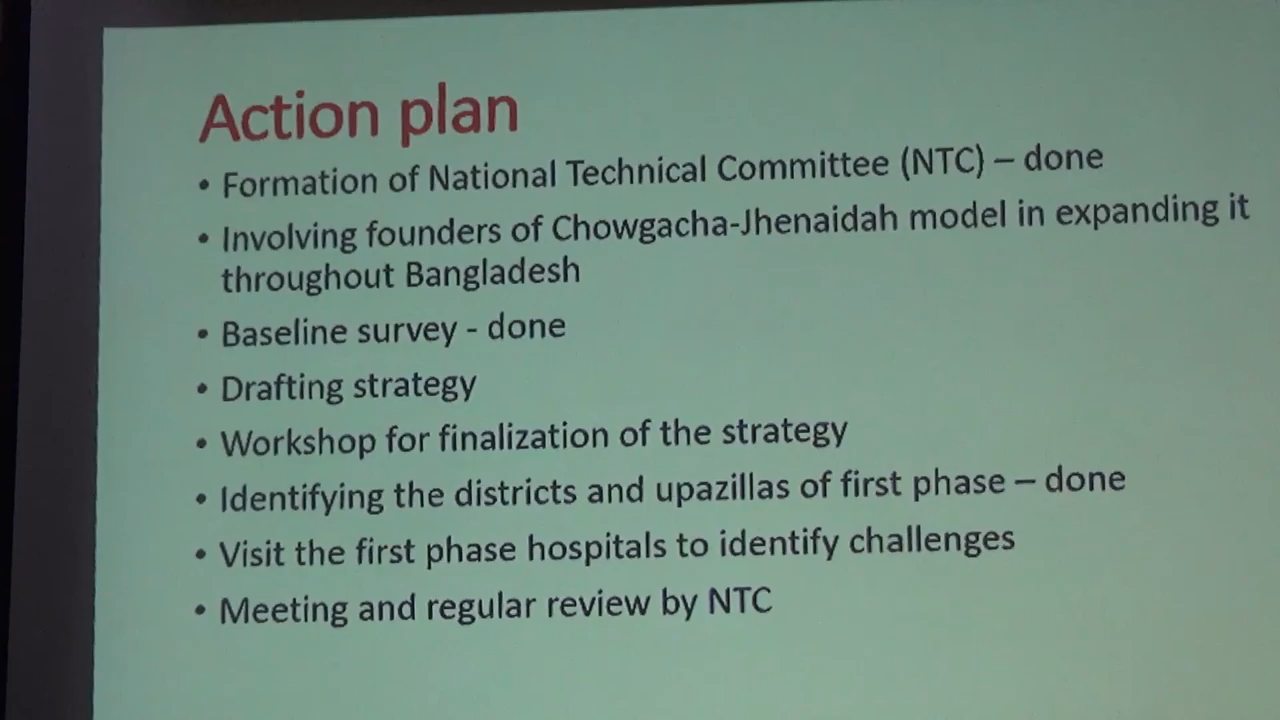 Action plan
• Formation of National Technical Committee (NTC) – done
• Involving founders of Chowgacha-Jhenaidah model in expanding it
throughout Bangladesh
• Baseline survey - done
• Drafting strategy
• Workshop for finalization of the strategy
• Identifying the districts and upazillas of first phase – done
• Visit the first phase hospitals to identify challenges
• Meeting and regular review by NTC